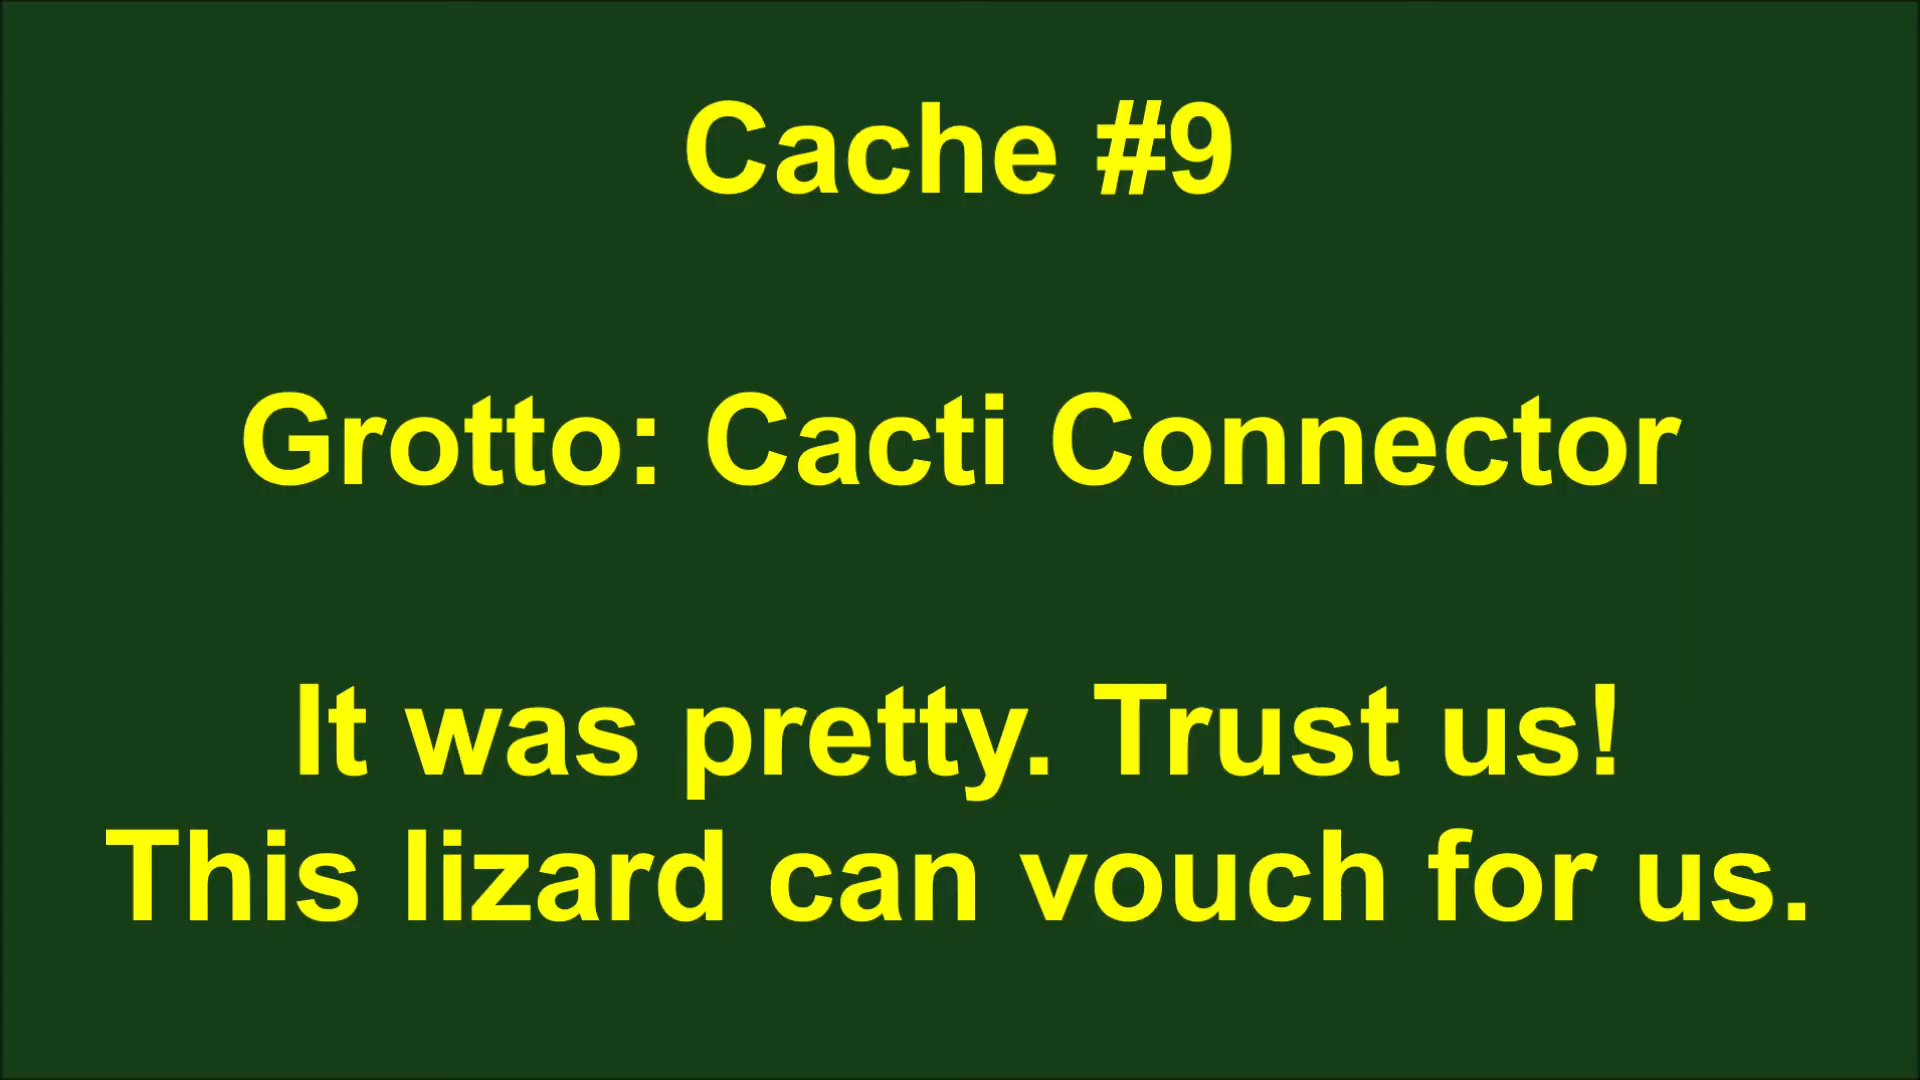 Cache #9
Grotto: Cacti Connector
It was pretty. Trust us!
This lizard can vouch for us.